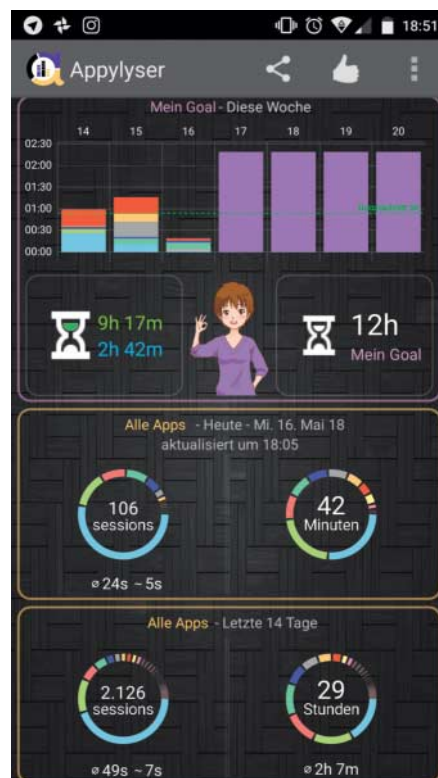 18:51
Appylyser
Mein Goal - Diese Woche
14 15 16 17 18 19 20
02:30
02:00
01:30
01:00
00:30
00:00
9h 17m
2h 42m
12h
Mein Goal
Alle Apps - Heute - Mi. 16. Mai 18
aktualisiert um 18:05
106
sessions
42
Minuten
⌀ 24s ~ 5s
Alle Apps - Letzte 14 Tage
2.126
sessions
29
Stunden
⌀ 49s ~ 7s
⌀ 2h 7m